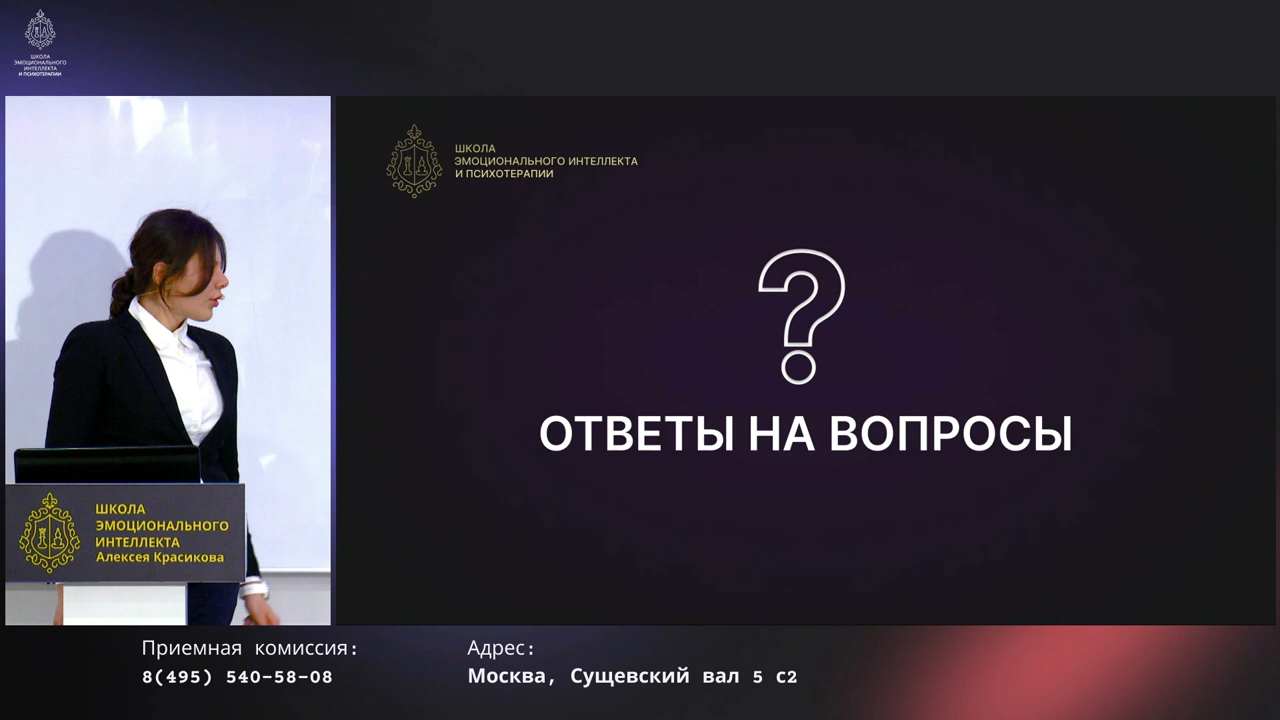 ШКОЛА
ЭМОЦИОНАЛЬНОГО
ИНТЕЛЛЕКТА
И ПСИХОТЕРАПИИ
ШКОЛА
ЭМОЦИОНАЛЬНОГО ИНТЕЛЛЕКТА
И ПСИХОТЕРАПИИ
?
ОТВЕТЫ НА ВОПРОСЫ
ШКОЛА
ЭМОЦИОНАЛЬНОГО
ИНТЕЛЛЕКТА
Алексея Красикова
Приемная комиссия:
8(495) 540-58-08
Адрес:
Москва, Сущевский вал 5 с2